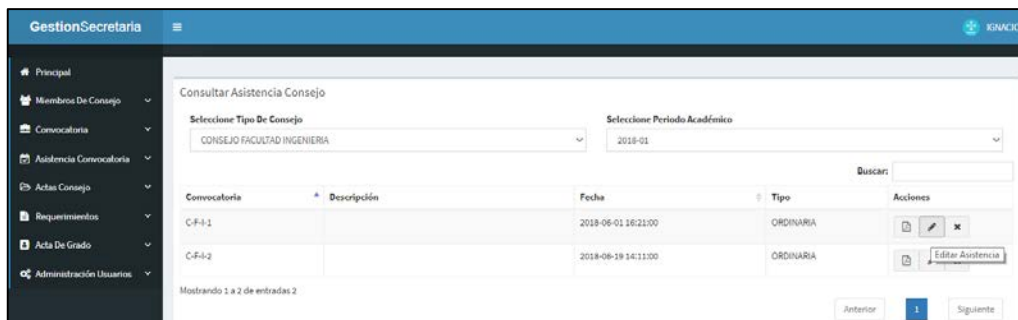 GestionSecretaria
IGNACIO
Principal
Miembros De Consejo
Convocatoria
Asistencia Convocatoria
Actas Consejo
Requerimientos
Acta De Grado
Administración Usuarios
Consultar Asistencia Consejo
Seleccione Tipo De Consejo
Seleccione Periodo Académico
CONSEJO FACULTAD INGENIERIA
2018-01
Buscar:
Convocatoria Descripción Fecha Tipo Acciones
C-F-I-1 2018-06-01 16:21:00 ORDINARIA
C-F-I-2 2018-06-19 14:11:00 ORDINARIA
Editar Asistencia
Mostrando 1 a 2 de entradas 2
Anterior 1 Siguiente